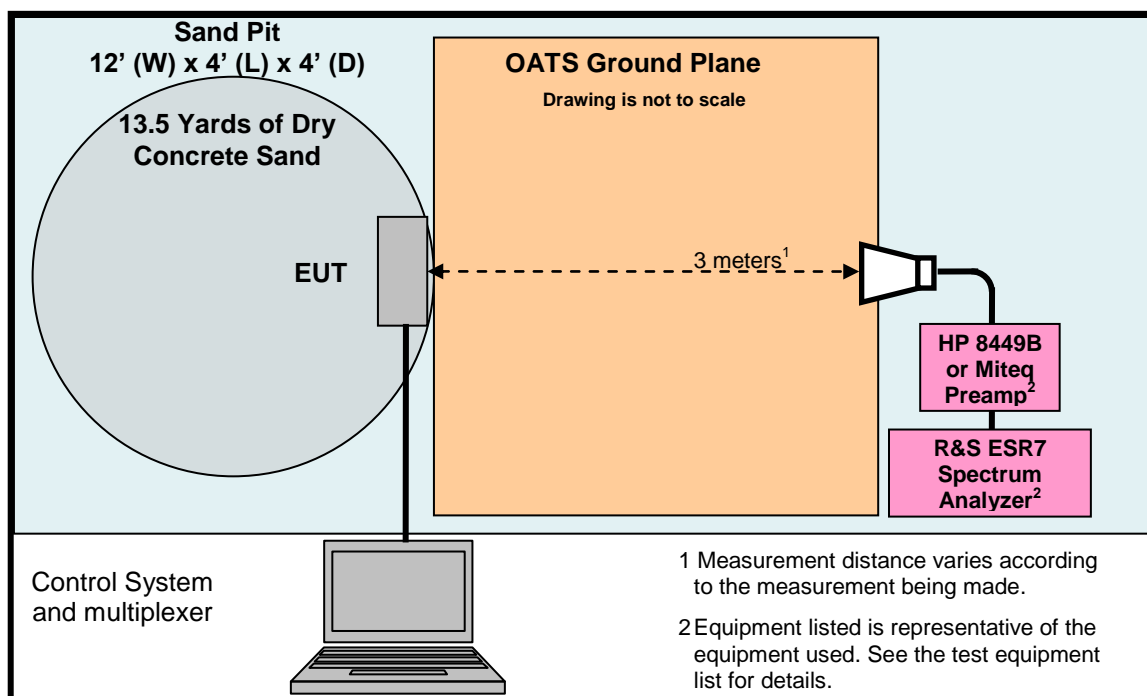 Sand Pit
12’ (W) x 4’ (L) x 4’ (D)
13.5 Yards of Dry
Concrete Sand
EUT
OATS Ground Plane
Drawing is not to scale
3 meters1
HP 8449B
or Miteq
Preamp2
R&S ESR7
Spectrum
Analyzer2
Control System
and multiplexer
1 Measurement distance varies according
to the measurement being made.
2 Equipment listed is representative of the
equipment used. See the test equipment
list for details.